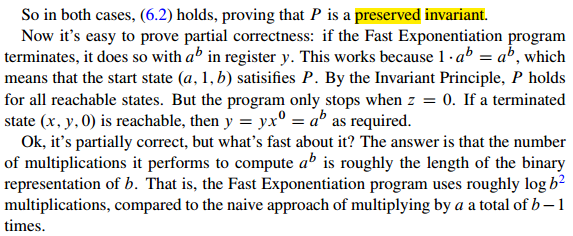 So in both cases, (6.2) holds, proving that P is a preserved invariant.
Now it's easy to prove partial correctness: if the Fast Exponentiation program
terminates, it does so with a^b in register y. This works because 1 · a^b = a^b, which
means that the start state (a, 1, b) satisifies P. By the Invariant Principle, P holds
for all reachable states. But the program only stops when z = 0. If a terminated
state (x, y, 0) is reachable, then y = yx^0 = a^b as required.
Ok, it's partially correct, but what's fast about it? The answer is that the number
of multiplications it performs to compute a^b is roughly the length of the binary
representation of b. That is, the Fast Exponentiation program uses roughly log b²
multiplications, compared to the naive approach of multiplying by a a total of b − 1
times.